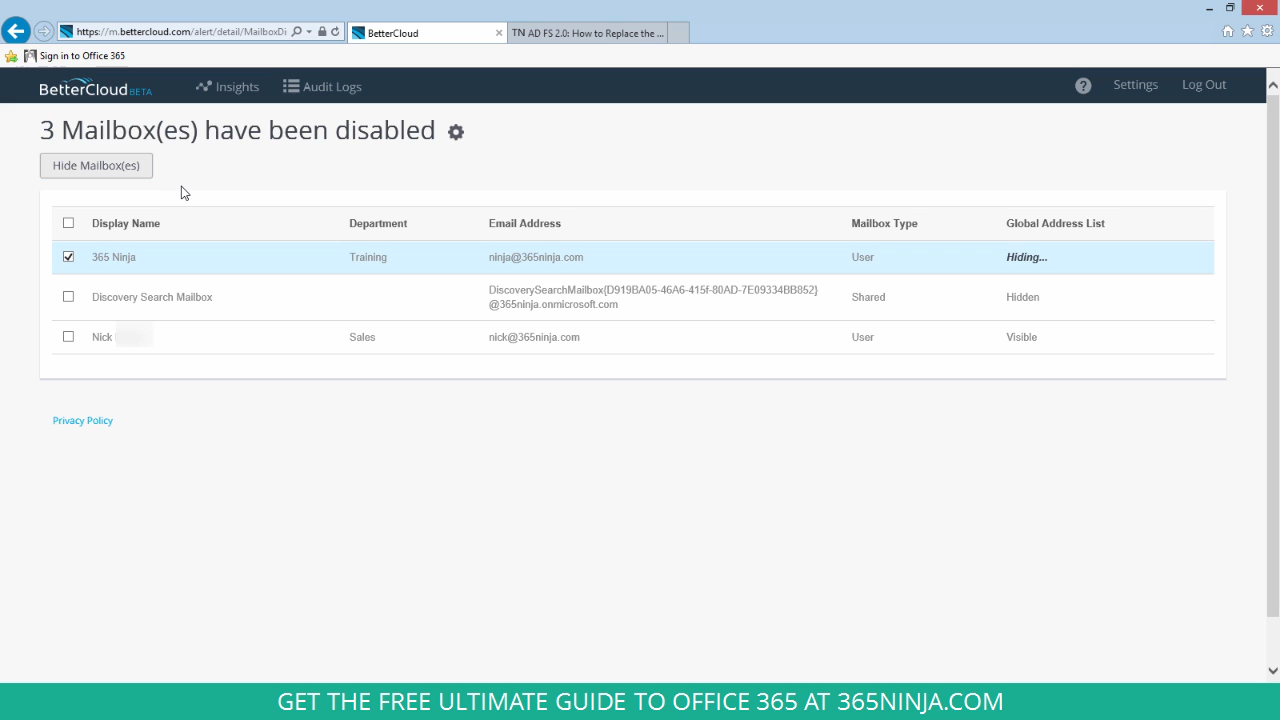 https://m.bettercloud.com/alert/detail/MailboxDi
BetterCloud
TN AD FS 2.0: How to Replace the ...
Sign in to Office 365
BetterCloud BETA
Insights
Audit Logs
Settings
Log Out
3 Mailbox(es) have been disabled
Hide Mailbox(es)
Display Name Department Email Address Mailbox Type Global Address List
365 Ninja Training ninja@365ninja.com User Hiding...
Discovery Search Mailbox DiscoverySearchMailbox{D919BA05-46A6-415f-80AD-7E09334BB852}
@365ninja.onmicrosoft.com Shared Hidden
Nick Sales nick@365ninja.com User Visible
Privacy Policy
GET THE FREE ULTIMATE GUIDE TO OFFICE 365 AT 365NINJA.COM